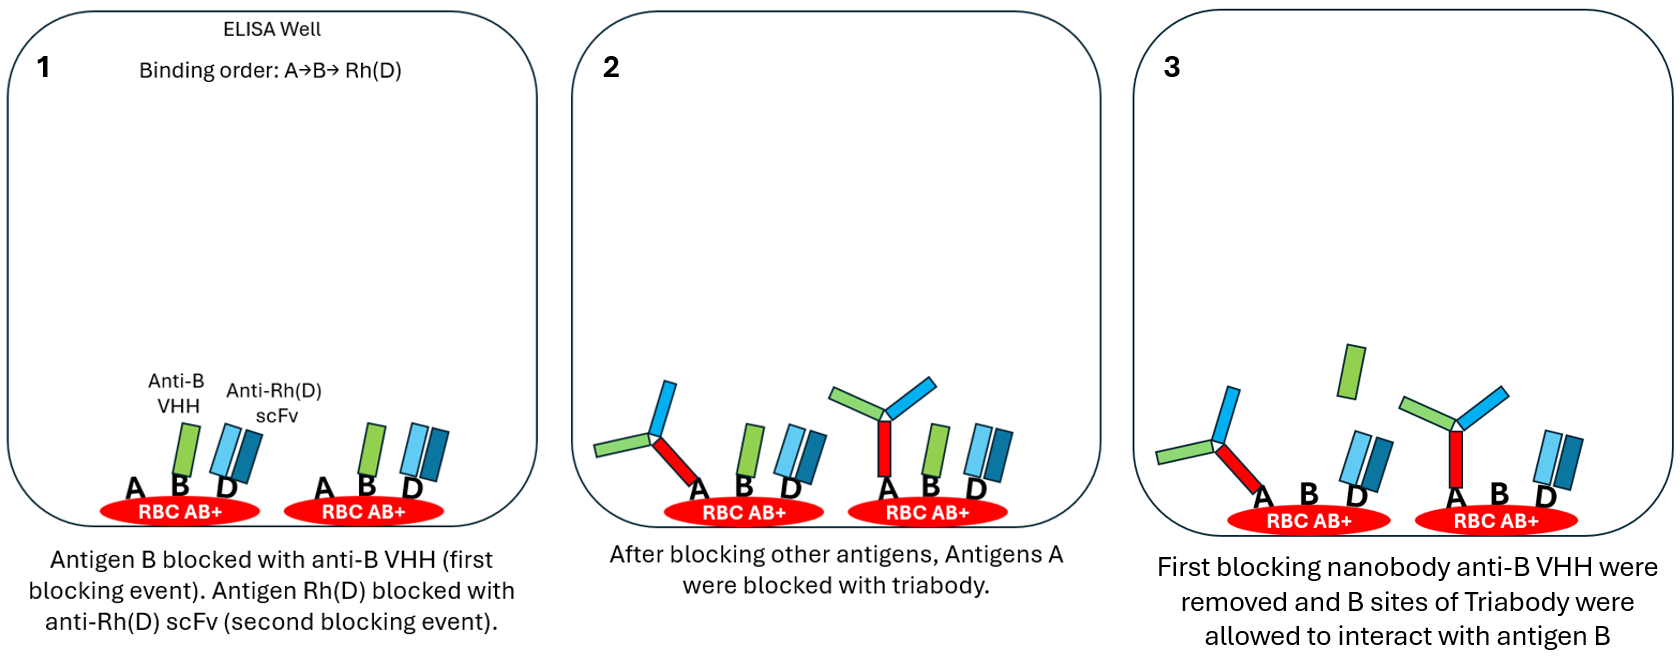 ELISA Well
1
Binding order: A→B→ Rh(D)
Anti-B
VHH
Anti-Rh(D)
scFv
A B D
A B D
RBC AB+
RBC AB+
Antigen B blocked with anti-B VHH (first
blocking event). Antigen Rh(D) blocked with
anti-Rh(D) scFv (second blocking event).
2
A B D
A B D
RBC AB+
RBC AB+
After blocking other antigens, Antigens A
were blocked with triabody.
3
A B D
A B D
RBC AB+
RBC AB+
First blocking nanobody anti-B VHH were
removed and B sites of Triabody were
allowed to interact with antigen B